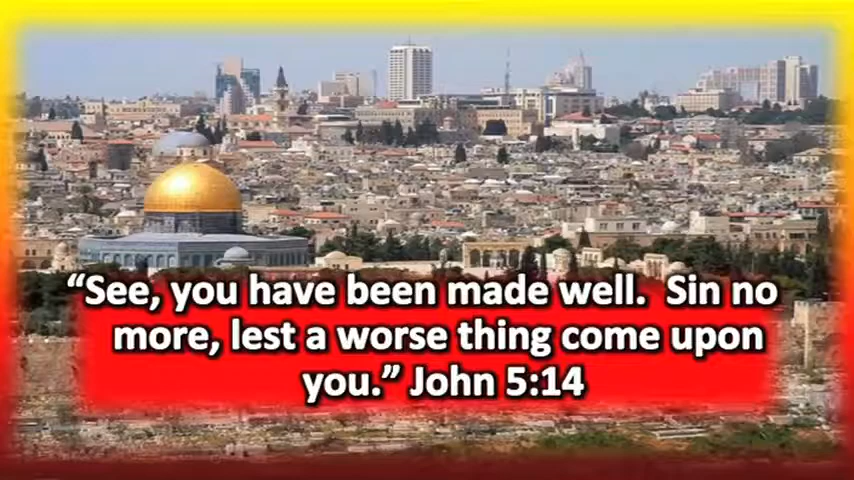 “See, you have been made well.  Sin no
more, lest a worse thing come upon
you.” John 5:14